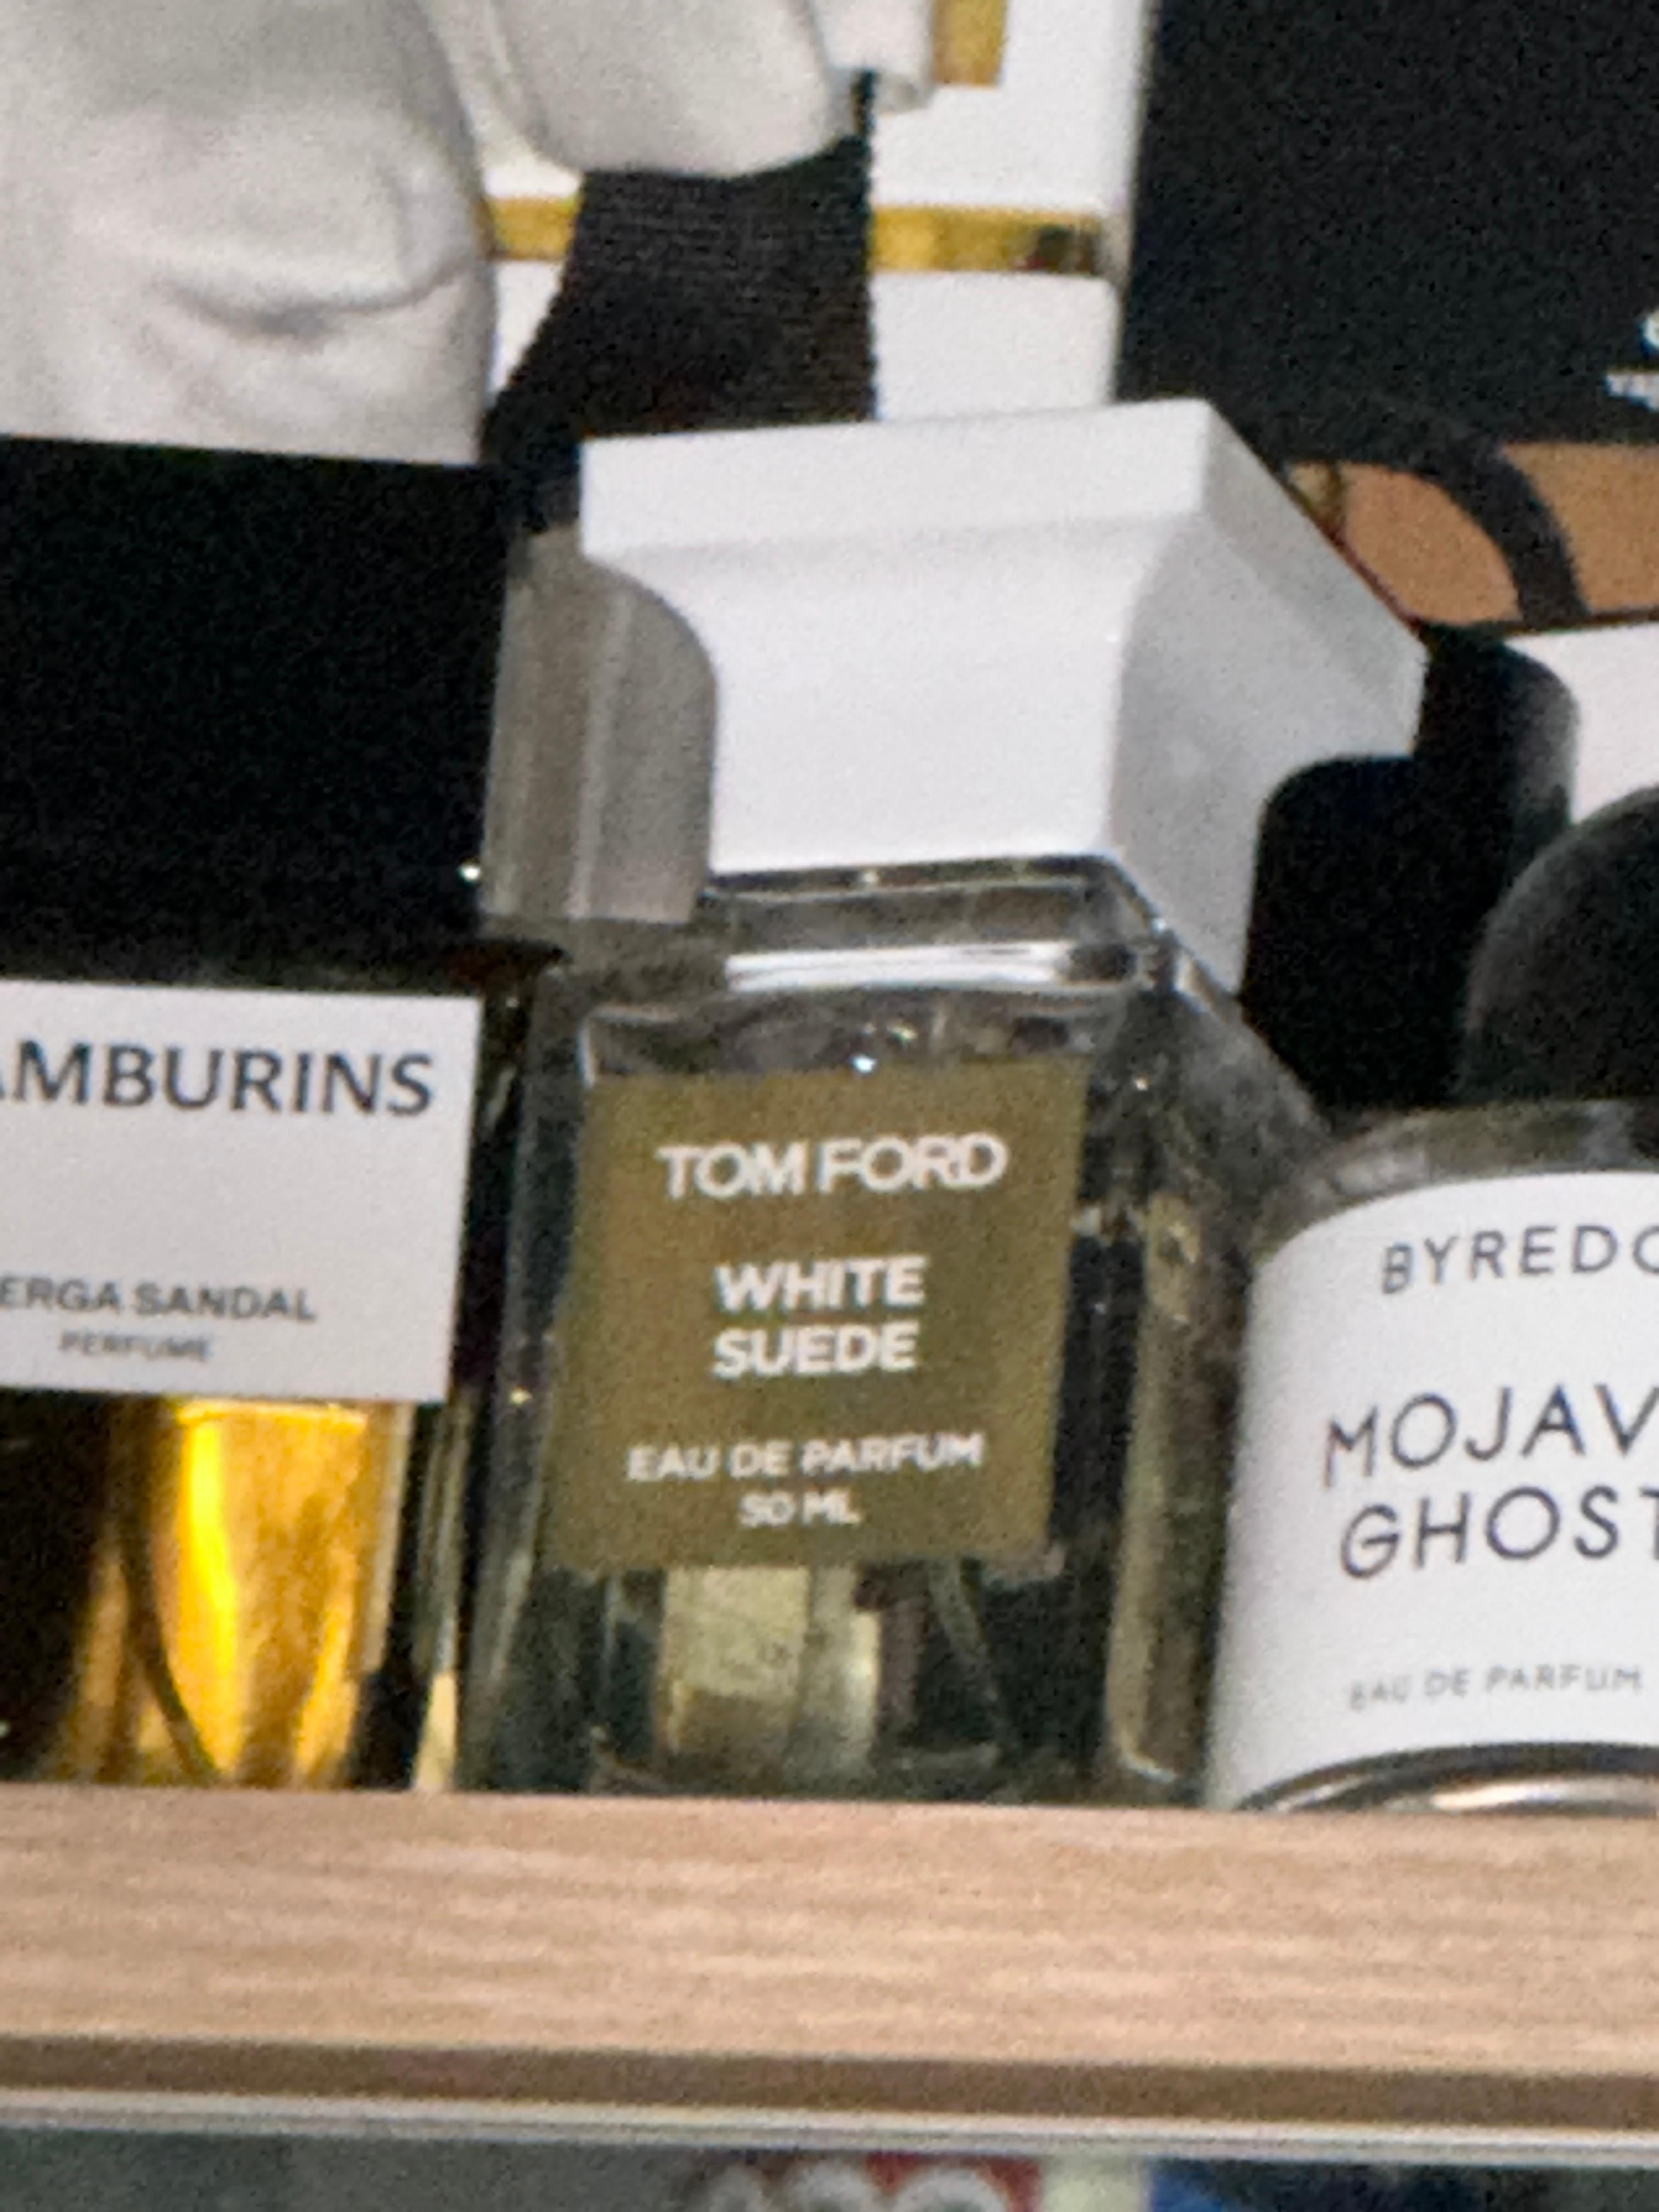 AMBURINS
ERGA SANDAL
PERFUME
TOM FORD
WHITE
SUEDE
EAU DE PARFUM
50 ML
BYREDO
MOJAV
GHOST
EAU DE PARFUM